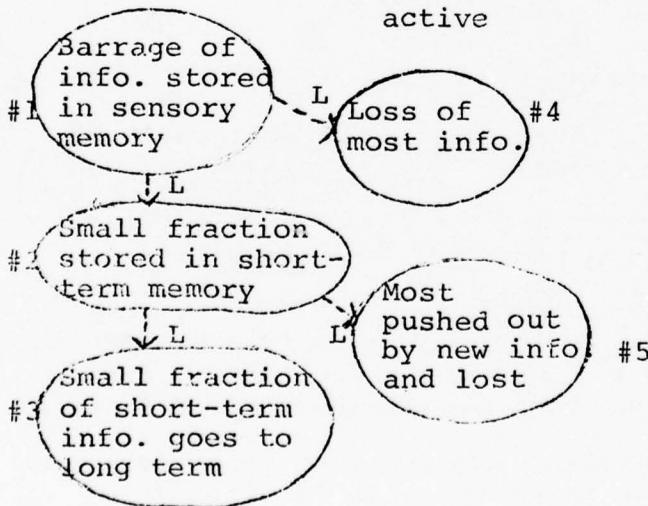 active
Barrage of
info. stored
#1 in sensory
memory
L
Loss of #4
most info.
L
Small fraction
#2 stored in short-
term memory
L
Most
pushed out
by new info. #5
and lost
L
Small fraction
#3 of short-term
info. goes to
long term